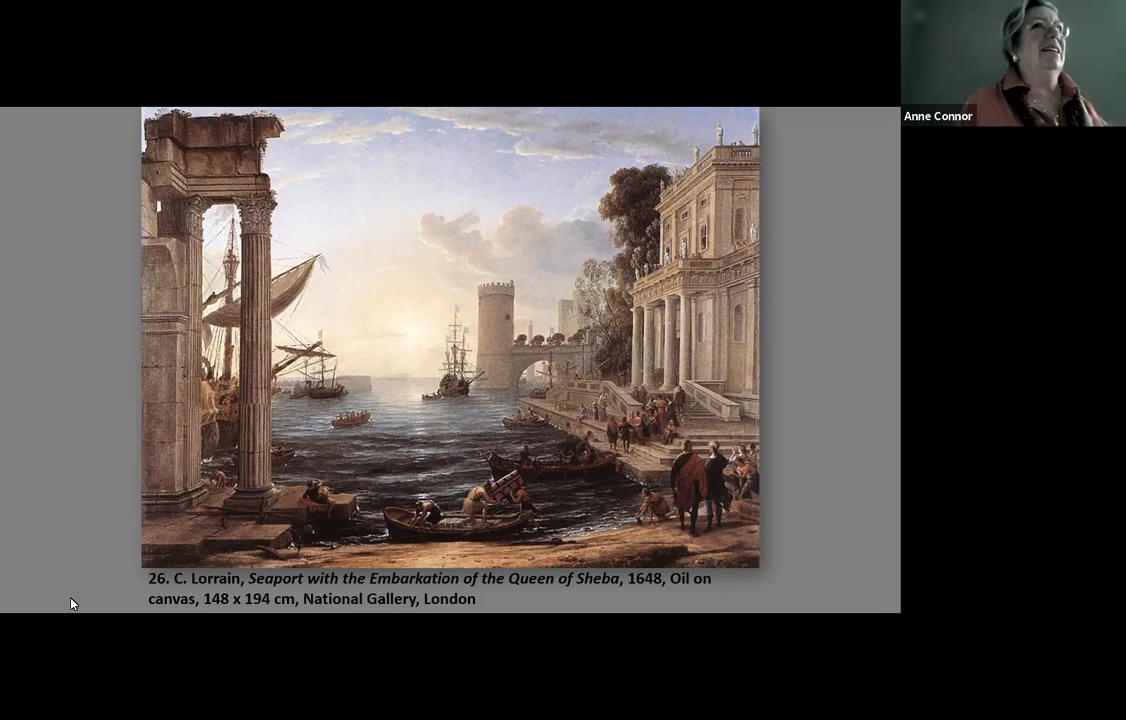 Anne Connor
26. C. Lorrain, Seaport with the Embarkation of the Queen of Sheba, 1648, Oil on
canvas, 148 x 194 cm, National Gallery, London